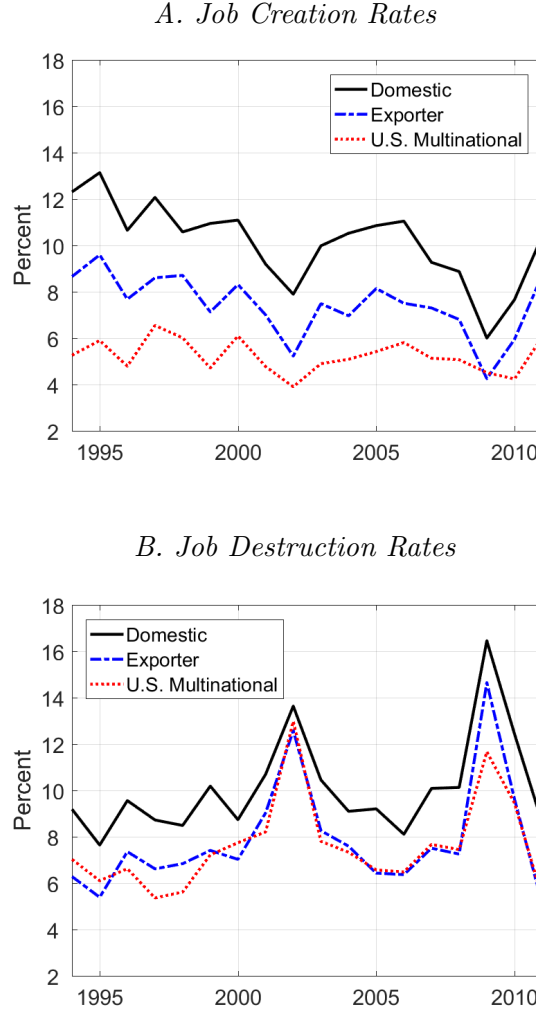 A. Job Creation Rates
18
16
14
12
10
8
6
4
2
Percent
Domestic
Exporter
U.S. Multinational
1995 2000 2005 2010
B. Job Destruction Rates
18
16
14
12
10
8
6
4
2
Percent
Domestic
Exporter
U.S. Multinational
1995 2000 2005 2010